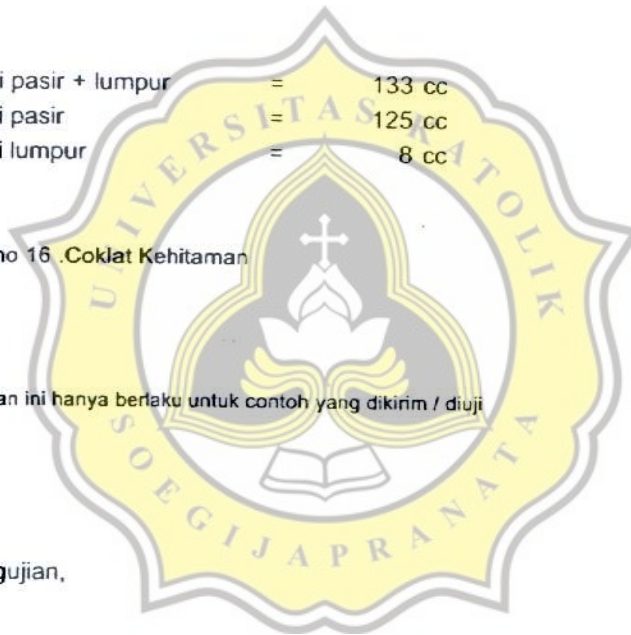 i pasir + lumpur = 133 cc
i pasir = 125 cc
i lumpur = 8 cc
no 16 .Coklat Kehitaman
an ini hanya berlaku untuk contoh yang dikirim / diuji
gujian,
UNIVERSITAS KATOLIK
SOEGIJAPRANATA